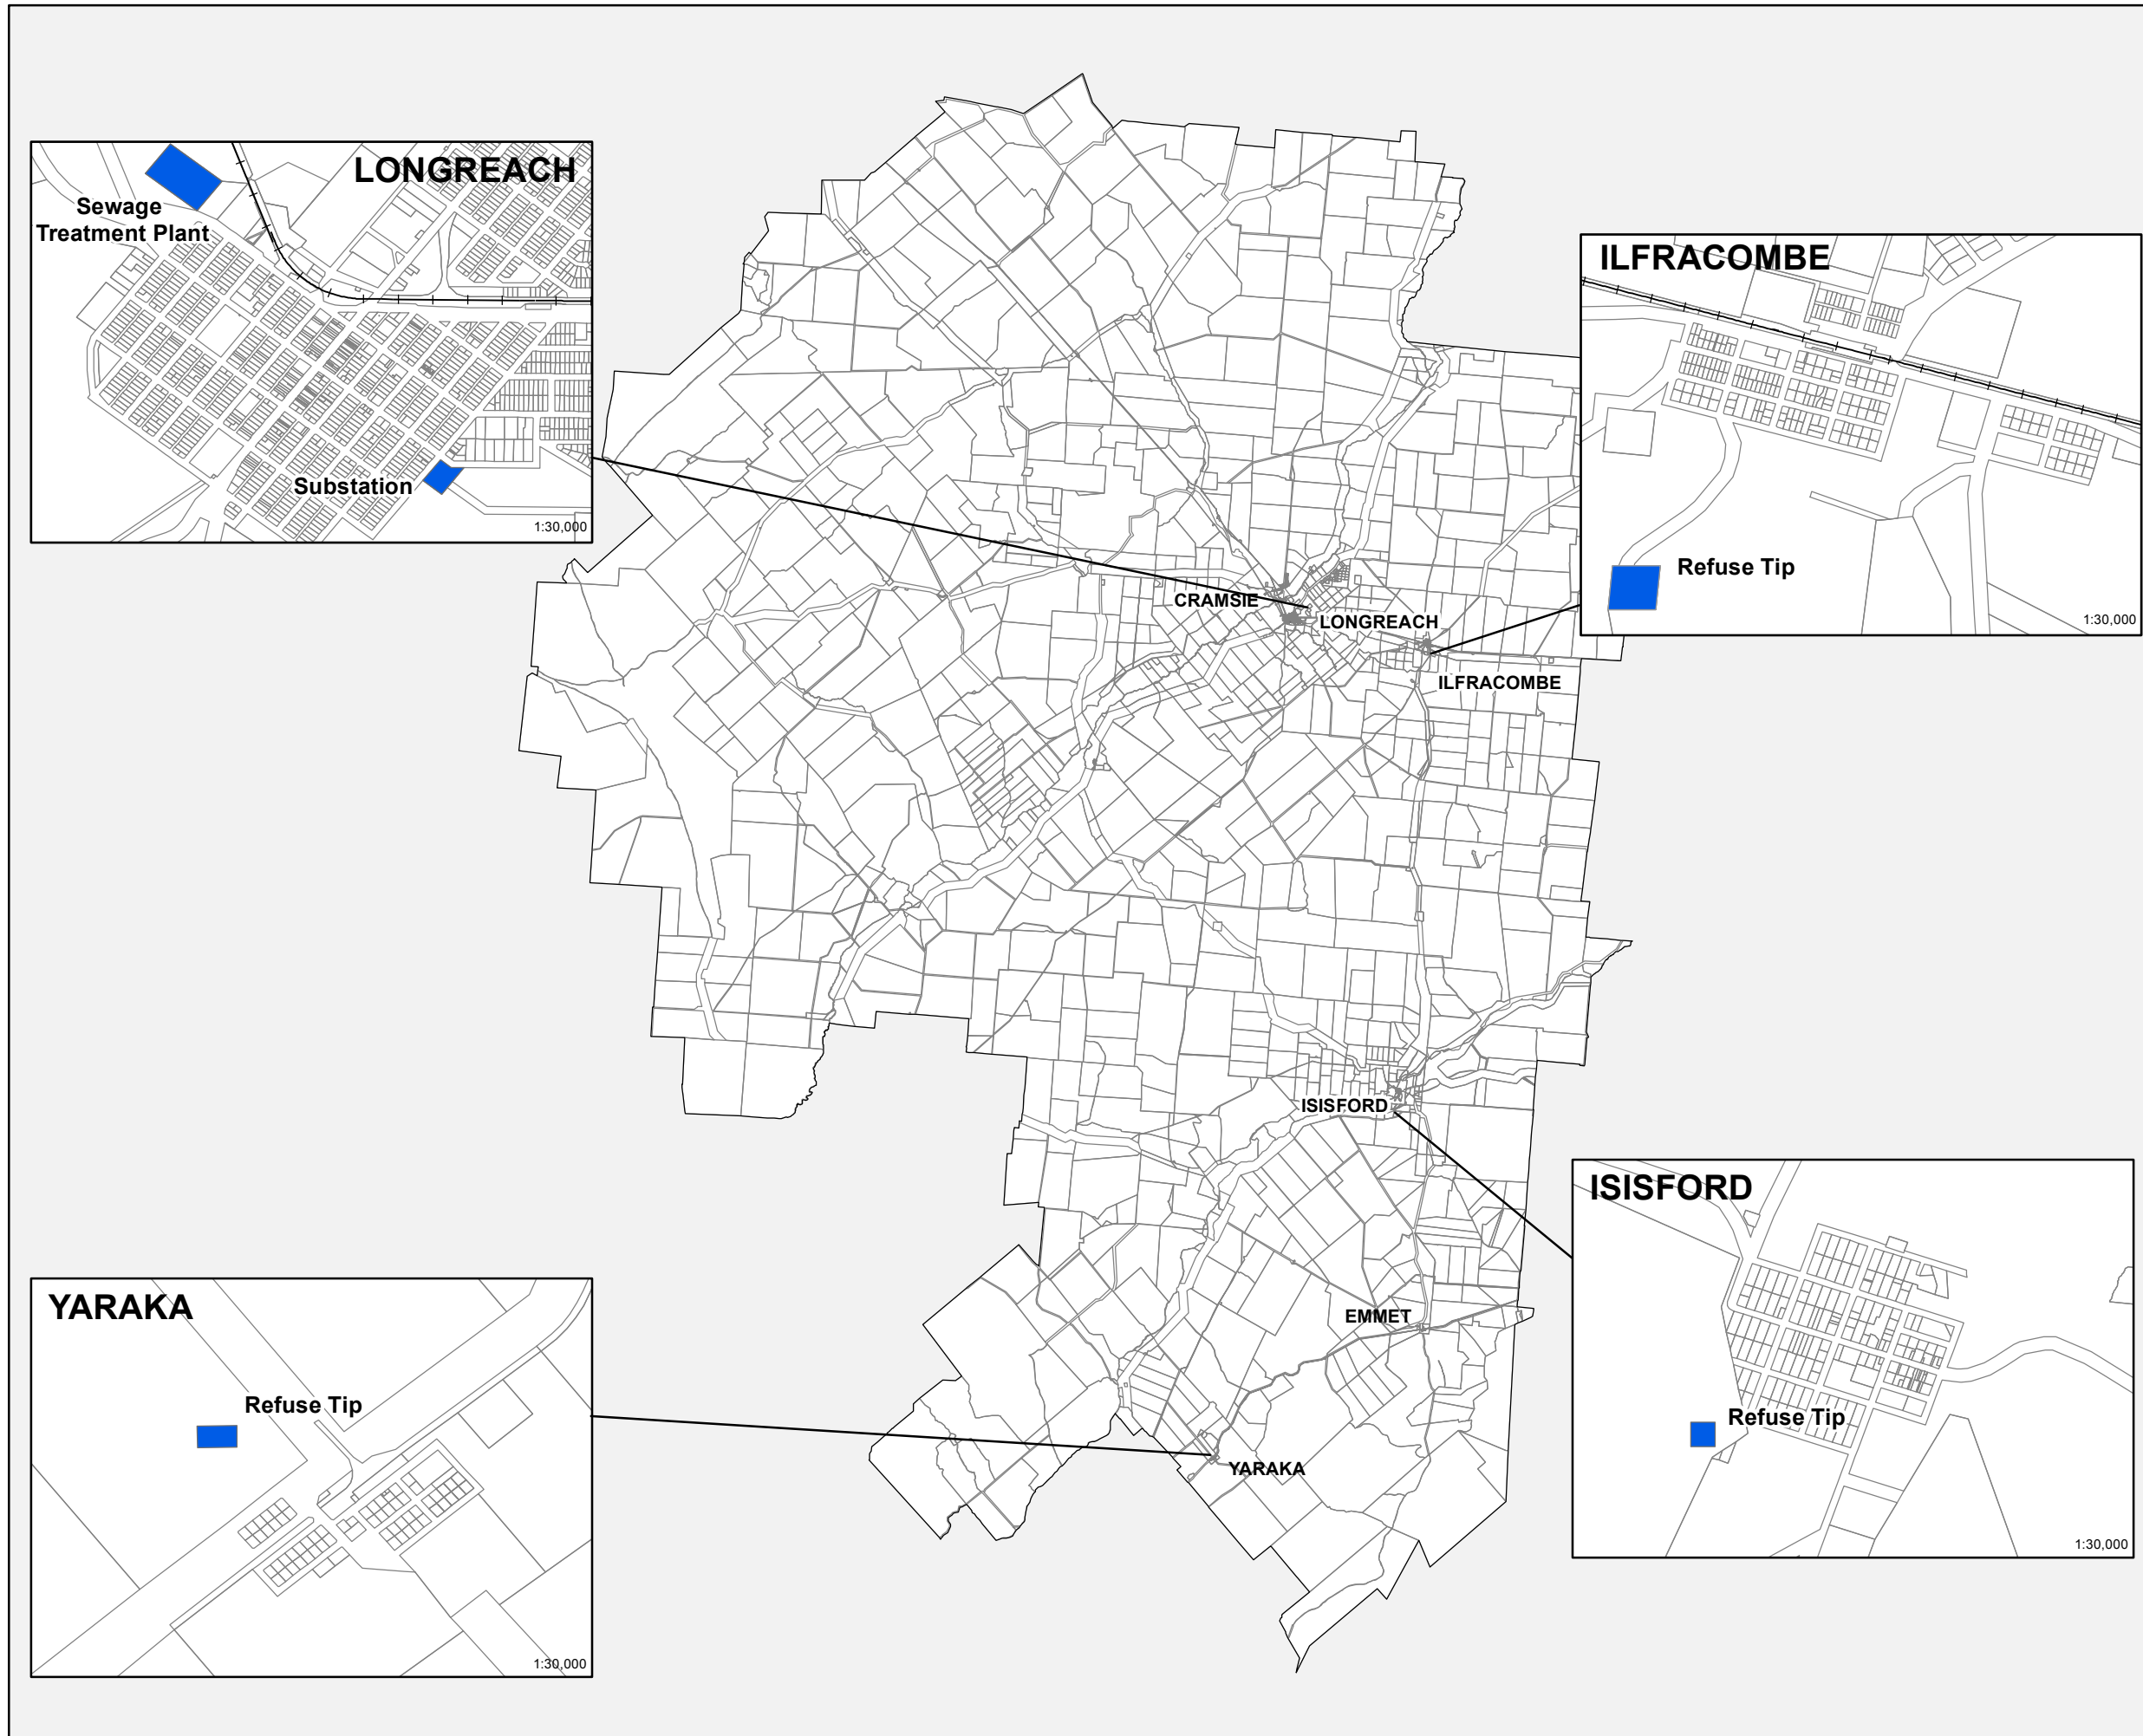 LONGREACH
Sewage
Treatment Plant
Substation
1:30,000
ILFRACOMBE
Refuse Tip
1:30,000
CRAMSIE
LONGREACH
ILFRACOMBE
ISISFORD
EMMET
YARAKA
YARAKA
Refuse Tip
1:30,000
ISISFORD
Refuse Tip
1:30,000